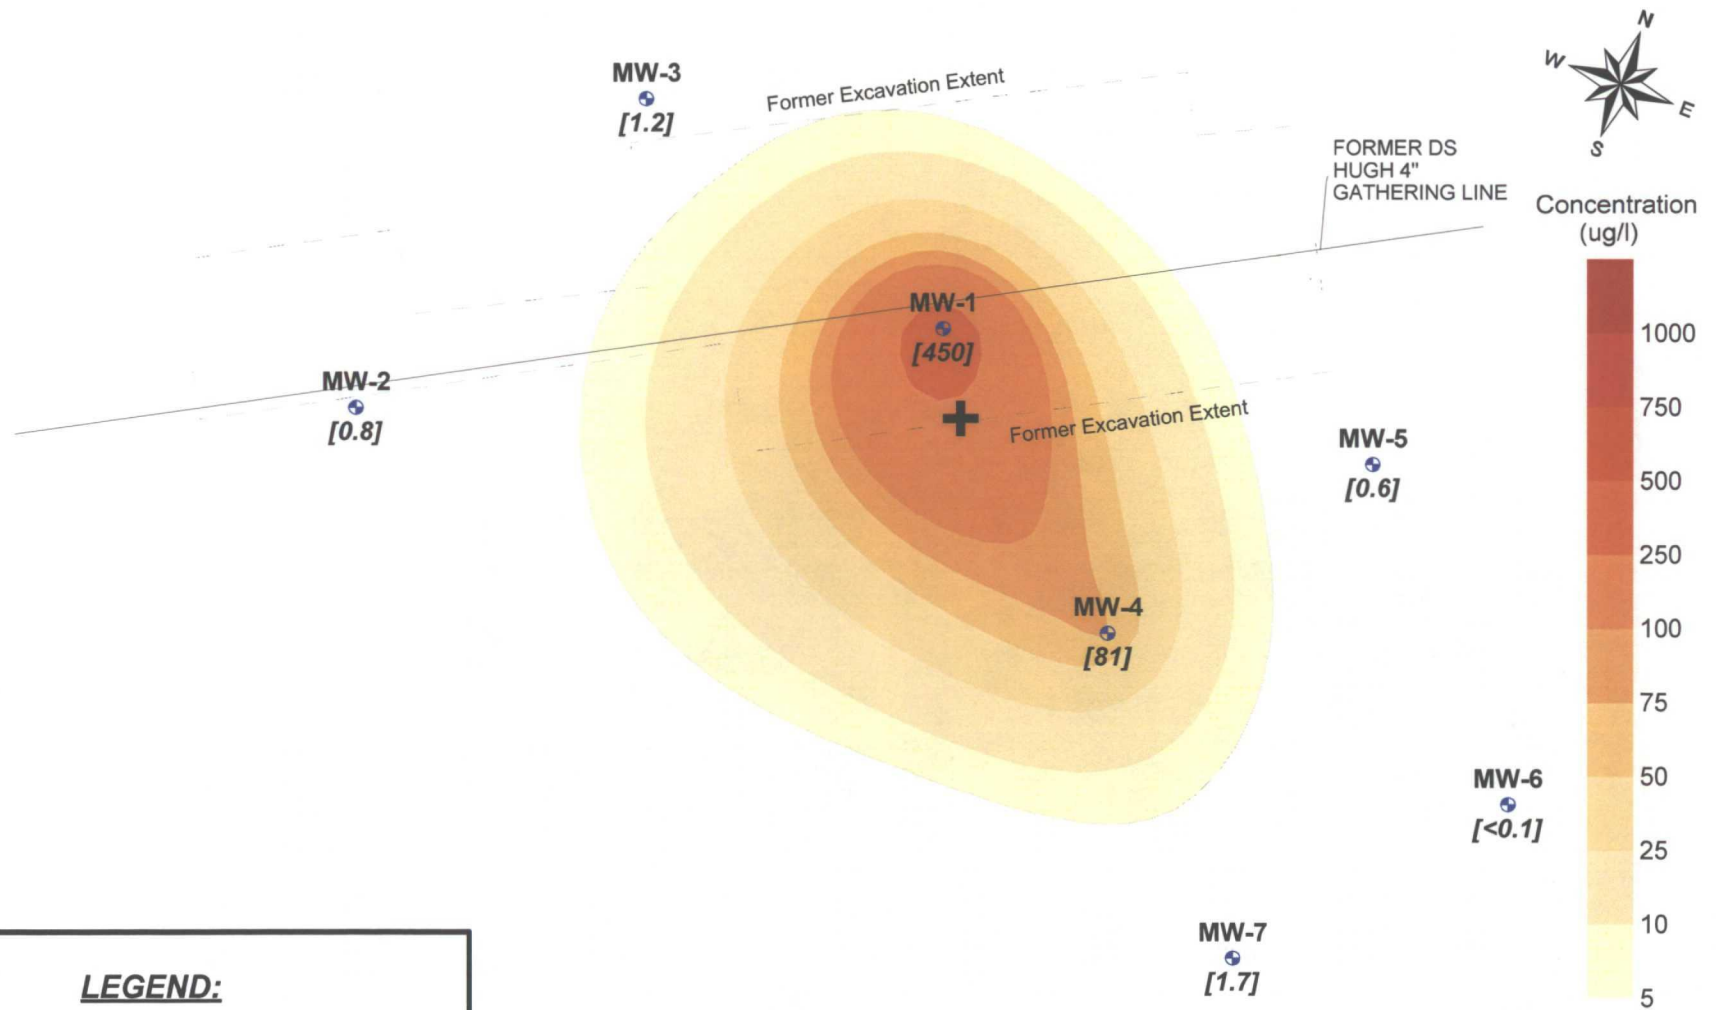 N
W
E
S
MW-3
[1.2]
Former Excavation Extent
FORMER DS
HUGH 4"
GATHERING LINE
Concentration
(ug/l)
MW-1
[450]
1000
MW-2
[0.8]
750
Former Excavation Extent
MW-5
[0.6]
500
250
MW-4
[81]
100
75
50
MW-6
[<0.1]
25
10
MW-7
[1.7]
5
LEGEND: